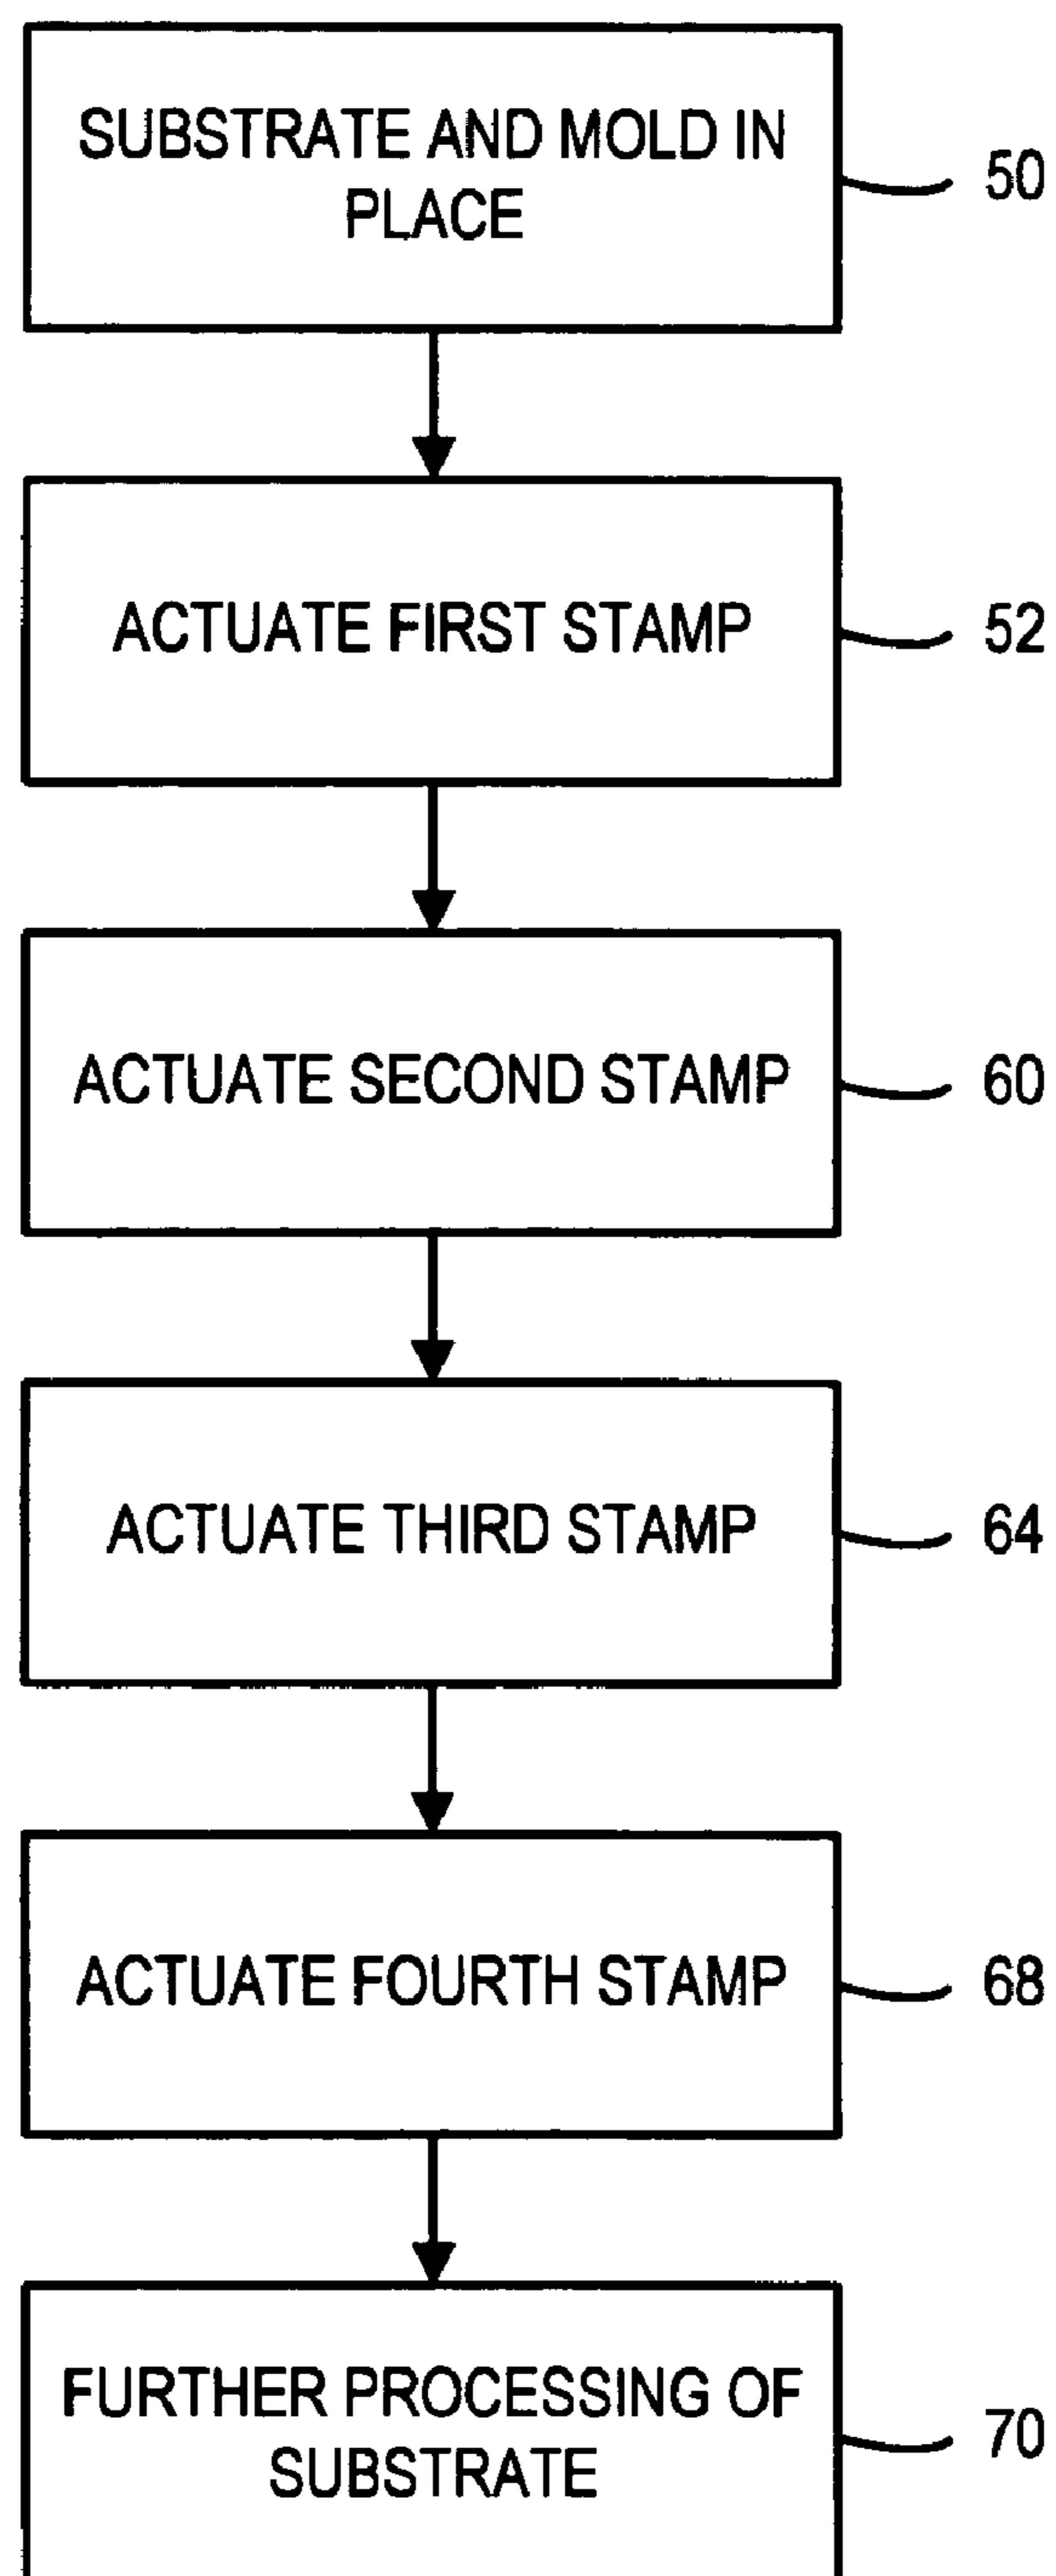 SUBSTRATE AND MOLD IN
PLACE
50
ACTUATE FIRST STAMP
52
ACTUATE SECOND STAMP
60
ACTUATE THIRD STAMP
64
ACTUATE FOURTH STAMP
68
FURTHER PROCESSING OF
SUBSTRATE
70